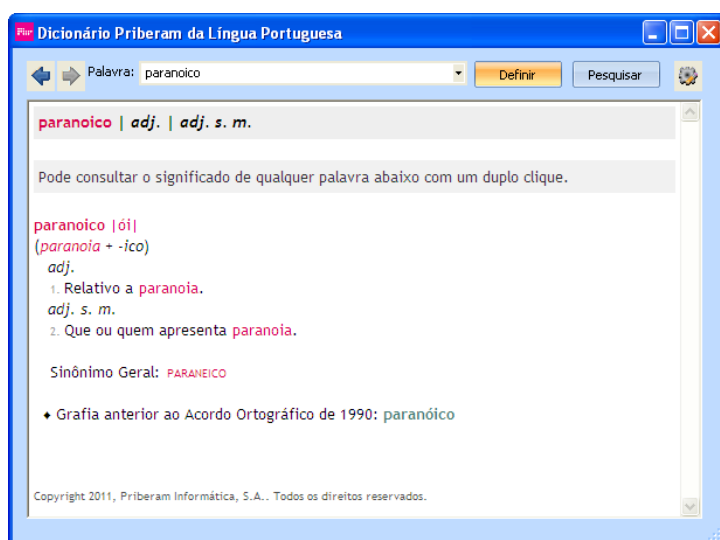 Pbr Dicionário Priberam da Língua Portuguesa
Palavra: paranoico Definir Pesquisar
paranoico | adj. | adj. s. m.
Pode consultar o significado de qualquer palavra abaixo com um duplo clique.
paranoico |ói|
(paranoia + -ico)
adj.
1. Relativo a paranoia.
adj. s. m.
2. Que ou quem apresenta paranoia.
Sinônimo Geral: PARANEICO
♦ Grafia anterior ao Acordo Ortográfico de 1990: paranóico
Copyright 2011, Priberam Informática, S.A.. Todos os direitos reservados.